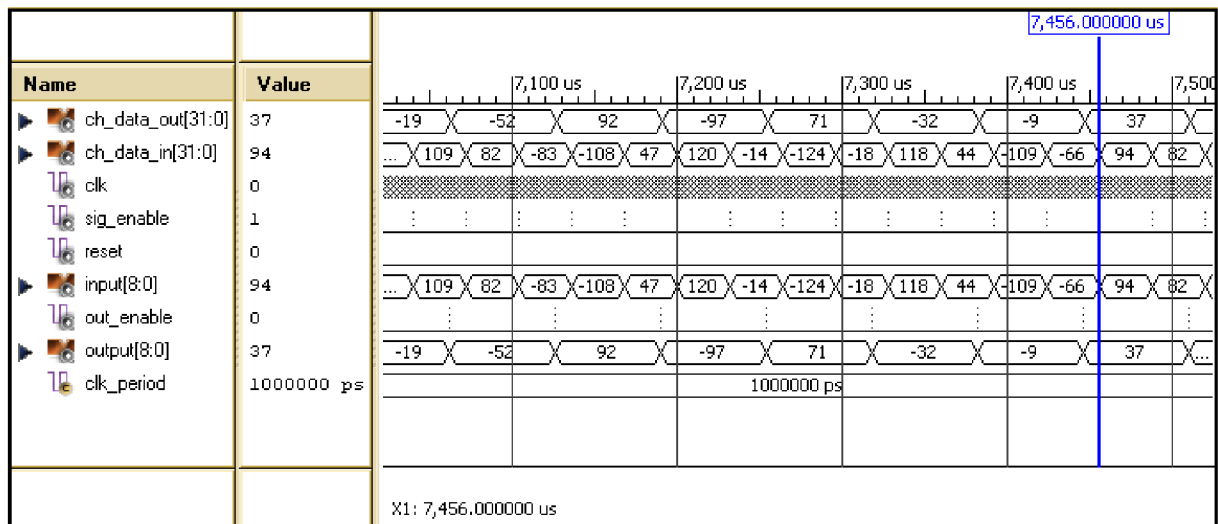 7,456.000000 us
Name Value 7,100 us 7,200 us 7,300 us 7,400 us 7,500
ch_data_out[31:0] 37 -19 -52 92 -97 71 -32 -9 37
ch_data_in[31:0] 94 ... 109 82 -83 -108 47 120 -14 -124 -18 118 44 -109 -66 94 82
clk 0
sig_enable 1
reset 0
input[8:0] 94 ... 109 82 -83 -108 47 120 -14 -124 -18 118 44 -109 -66 94 82
out_enable 0
output[8:0] 37 -19 -52 92 -97 71 -32 -9 37 ...
clk_period 1000000 ps 1000000 ps
X1: 7,456.000000 us